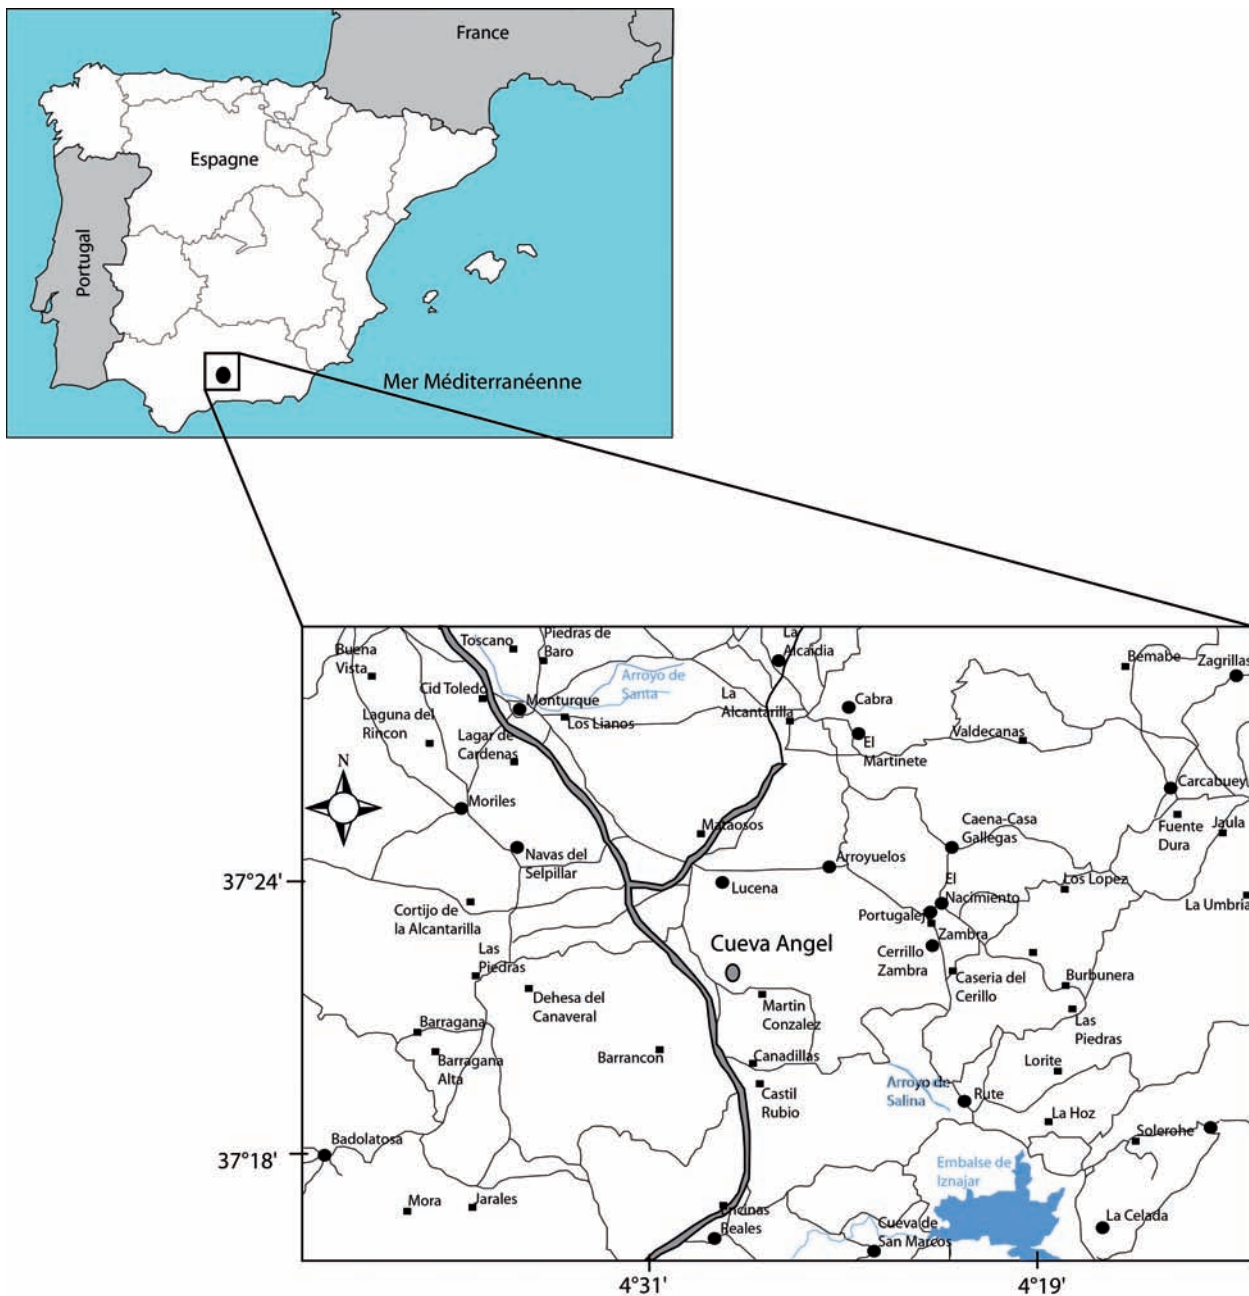 France
Espagne
Portugal
Mer Méditerranéenne
Toscano
Piedras de
Baro
La
Alcaidia
Buena
Vista
Bemabe
Zagrillas
Arroyo de
Santa
Cid Toledo
Monturque
La
Alcantarilla
Cabra
Laguna del
Rincon
Los Lianos
Lagar de
Cardenas
El
Martinete
Valdecanas
N
Carcabuey
Moriles
Mataosos
Caena-Casa
Gallegas
Fuente
Dura
Jaula
Navas del
Selpillar
Arroyuelos
37°24'
Lucena
El
Nacimiento
Los Lopez
La Umbria
Cortijo de
la Alcantarilla
Portugalej
Zambra
Cueva Angel
Cerrillo
Zambra
Las
Piedras
Caseria del
Cerillo
Burbunera
Dehesa del
Canaveral
Martin
Conzalez
Las
Piedras
Barragana
Barragana
Alta
Barrancon
Canadillas
Lorite
Castil
Rubio
Arroyo de
Salina
Rute
La Hoz
Badolatosa
Solerohe
37°18'
Embalse de
Iznajar
Mora
Jarales
ncinas
Reales
Cueva de
San Marcos
La Celada
4°31'
4°19'